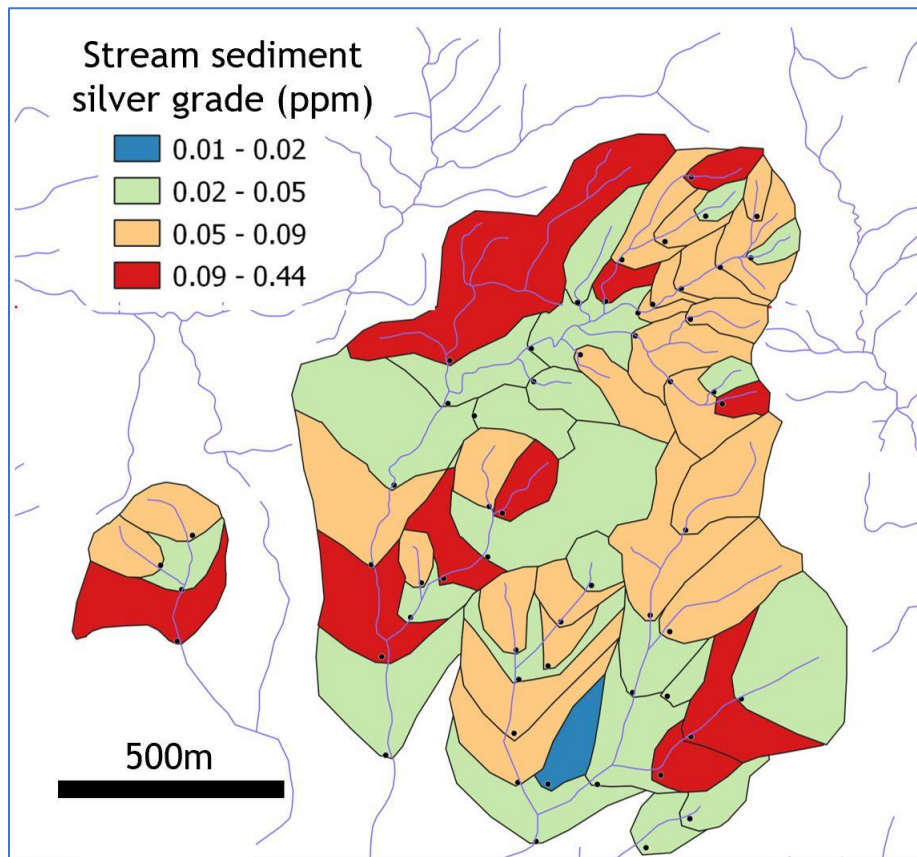 Stream sediment
silver grade (ppm)
0.01 - 0.02
0.02 - 0.05
0.05 - 0.09
0.09 - 0.44
500m